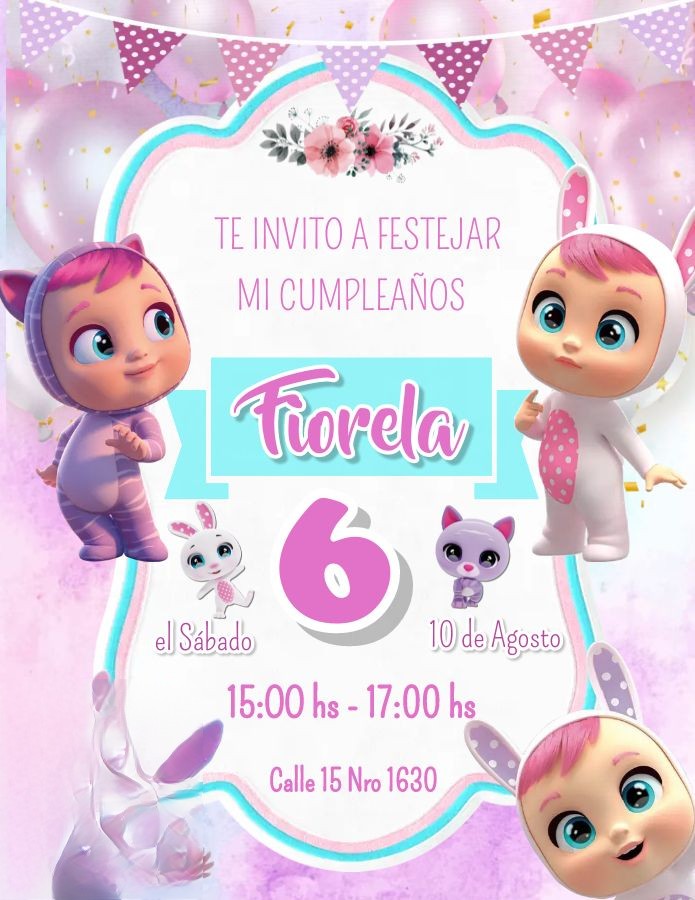 TE INVITO A FESTEJAR
MI CUMPLEAÑOS
Fiorela
6
el Sábado
10 de Agosto
15:00 hs - 17:00 hs
Calle 15 Nro 1630